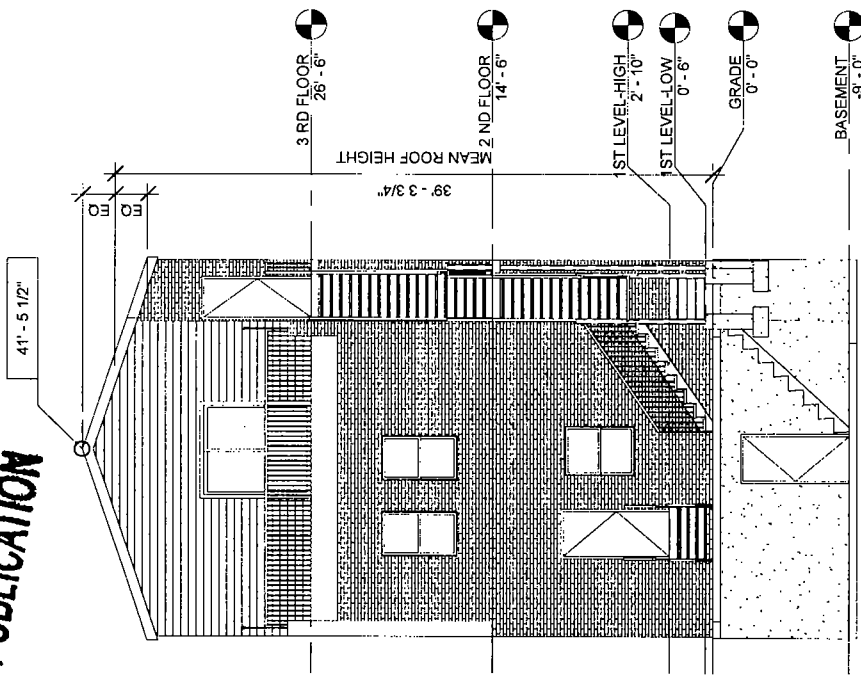 PUBLICATION
41' - 5 1/2"
EQ
EQ
39' - 3 3/4"
MEAN ROOF HEIGHT
3 RD FLOOR
26' - 6"
2 ND FLOOR
14' - 6"
1ST LEVEL-HIGH
2' - 10"
1ST LEVEL-LOW
0' - 6"
GRADE
0' - 0"
BASEMENT
-9' - 0"